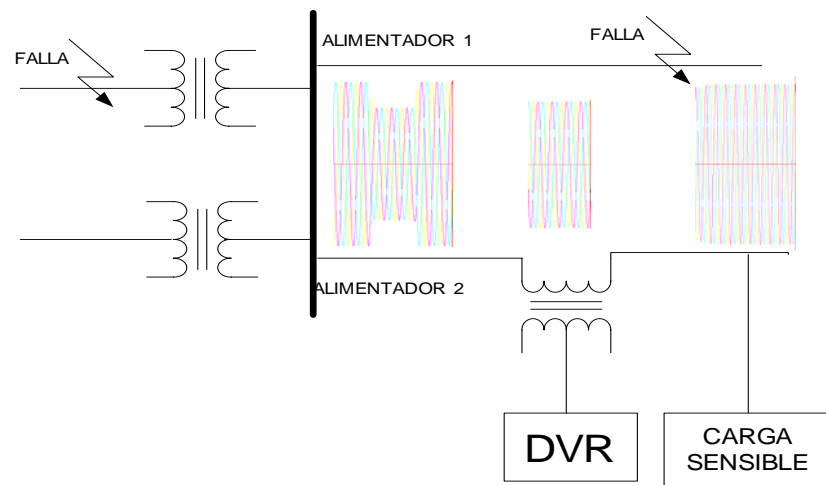 FALLA
ALIMENTADOR 1
FALLA
ALIMENTADOR 2
DVR
CARGA
SENSIBLE